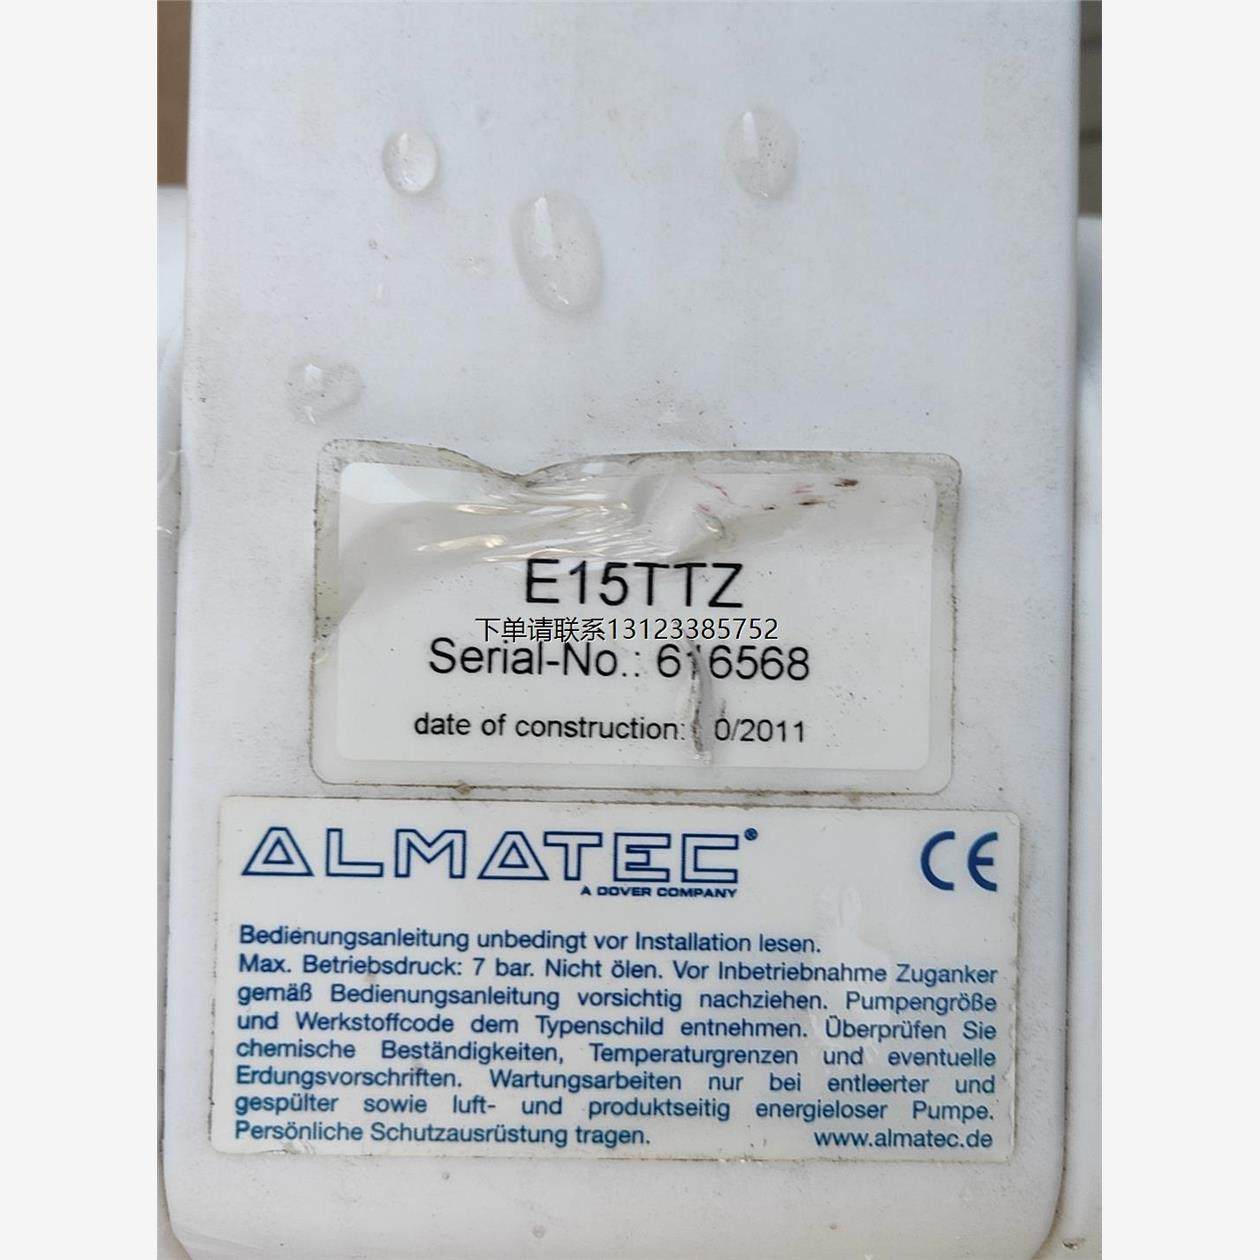 E15TTZ
下单请联系13123385752
Serial-No.: 616568
date of construction: 0/2011
ALMATEC®
A DOVER COMPANY
CE
Bedienungsanleitung unbedingt vor Installation lesen.
Max. Betriebsdruck: 7 bar. Nicht ölen. Vor Inbetriebnahme Zuganker
gemäß Bedienungsanleitung vorsichtig nachziehen. Pumpengröße
und Werkstoffcode dem Typenschild entnehmen. Überprüfen Sie
chemische Beständigkeiten, Temperaturgrenzen und eventuelle
Erdungsvorschriften. Wartungsarbeiten nur bei entleerter und
gespülter sowie luft- und produktseitig energieloser Pumpe.
Persönliche Schutzausrüstung tragen. www.almatec.de